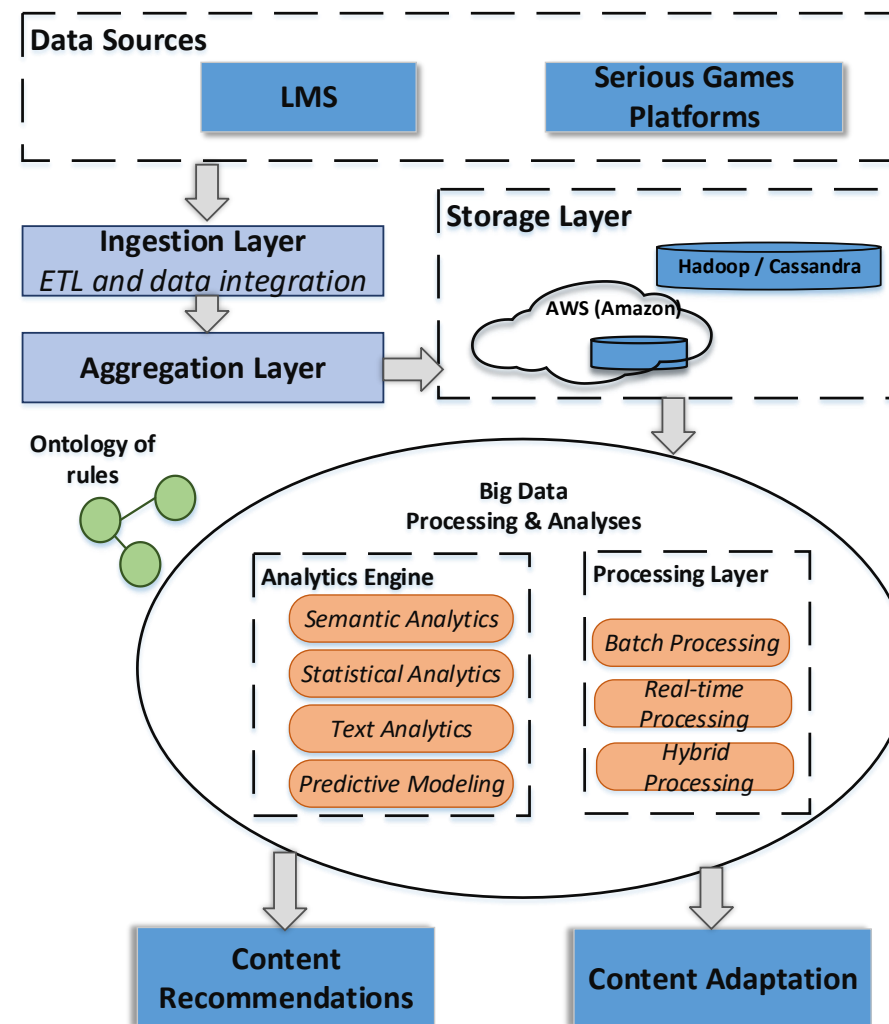 Data Sources
LMS
Serious Games
Platforms
Ingestion Layer
ETL and data integration
Aggregation Layer
Storage Layer
Hadoop / Cassandra
AWS (Amazon)
Ontology of
rules
Big Data
Processing & Analyses
Analytics Engine
Semantic Analytics
Statistical Analytics
Text Analytics
Predictive Modeling
Processing Layer
Batch Processing
Real-time
Processing
Hybrid
Processing
Content
Recommendations
Content Adaptation